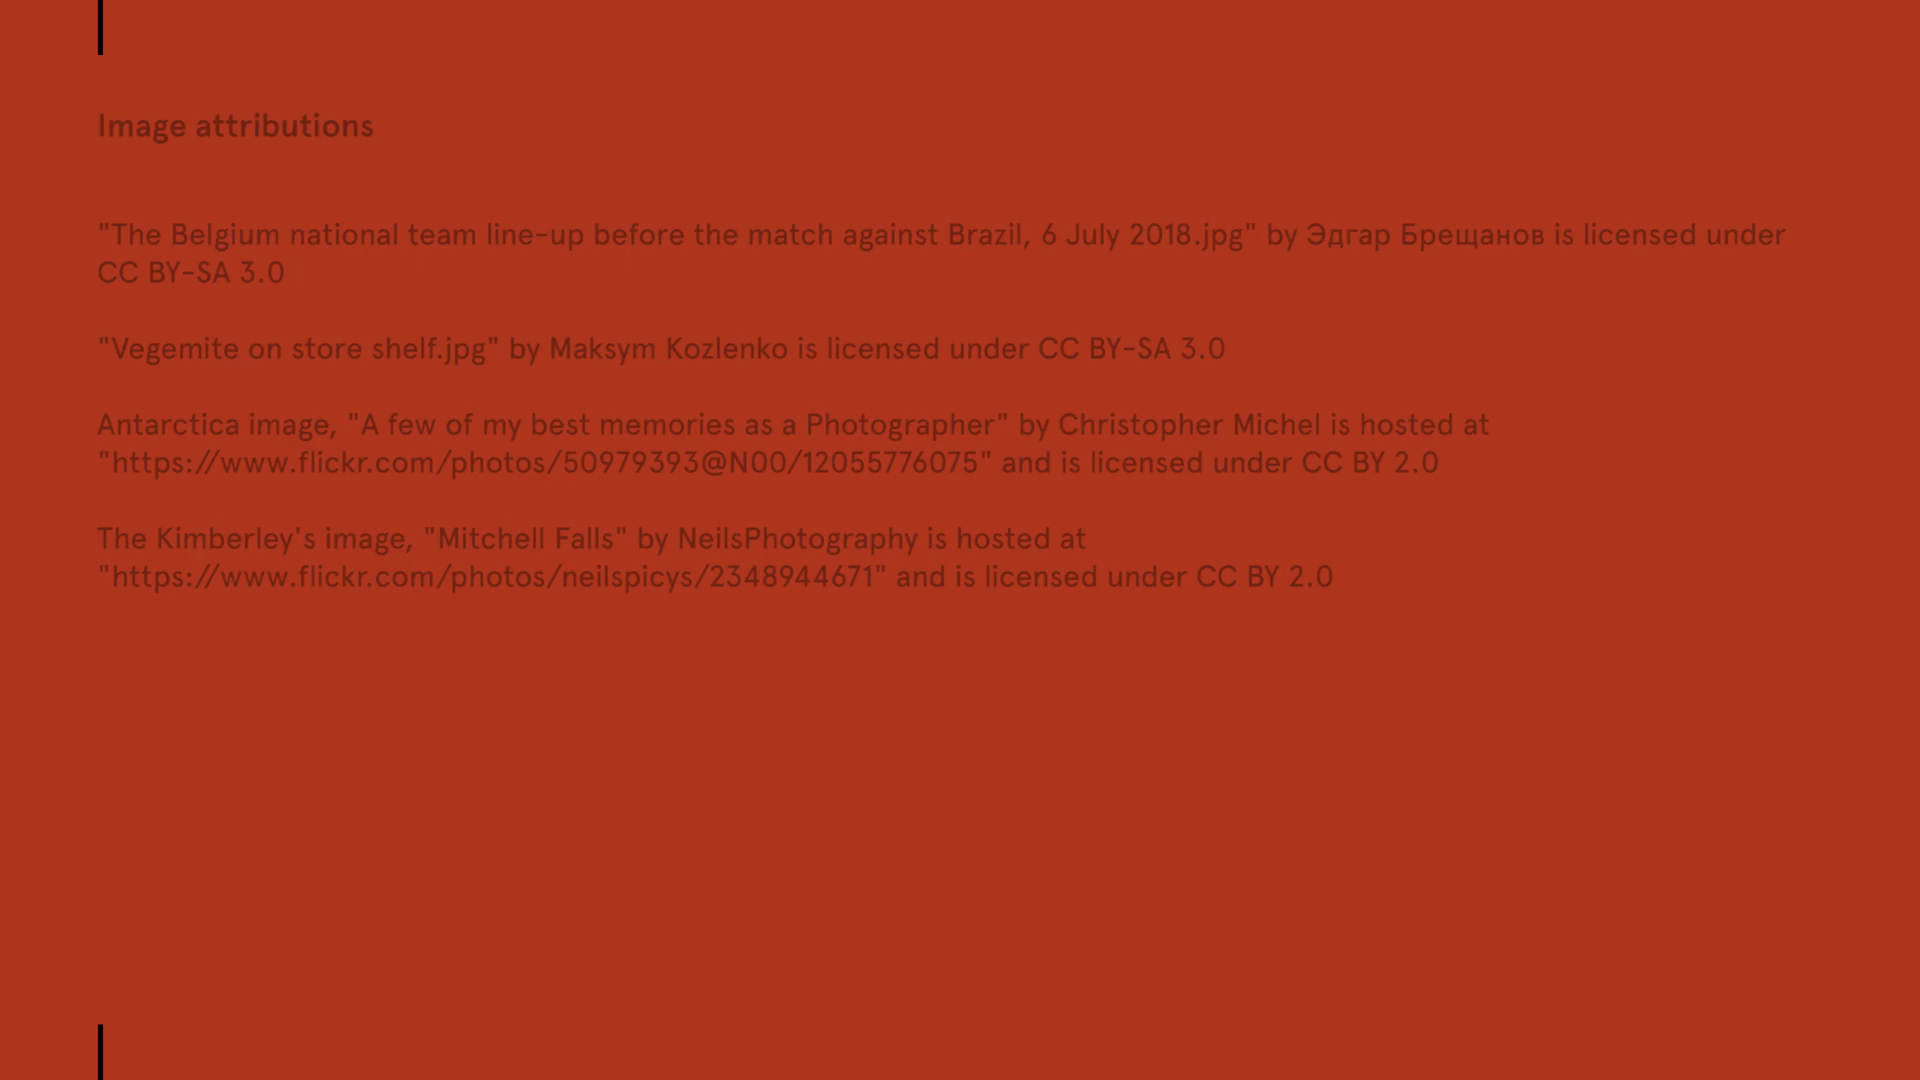 Image attributions
"The Belgium national team line-up before the match against Brazil, 6 July 2018.jpg" by Эдгар Брещанов is licensed under
CC BY-SA 3.0
"Vegemite on store shelf.jpg" by Maksym Kozlenko is licensed under CC BY-SA 3.0
Antarctica image, "A few of my best memories as a Photographer" by Christopher Michel is hosted at
"https://www.flickr.com/photos/50979393@N00/12055776075" and is licensed under CC BY 2.0
The Kimberley's image, "Mitchell Falls" by NeilsPhotography is hosted at
"https://www.flickr.com/photos/neilspicys/2348944671" and is licensed under CC BY 2.0